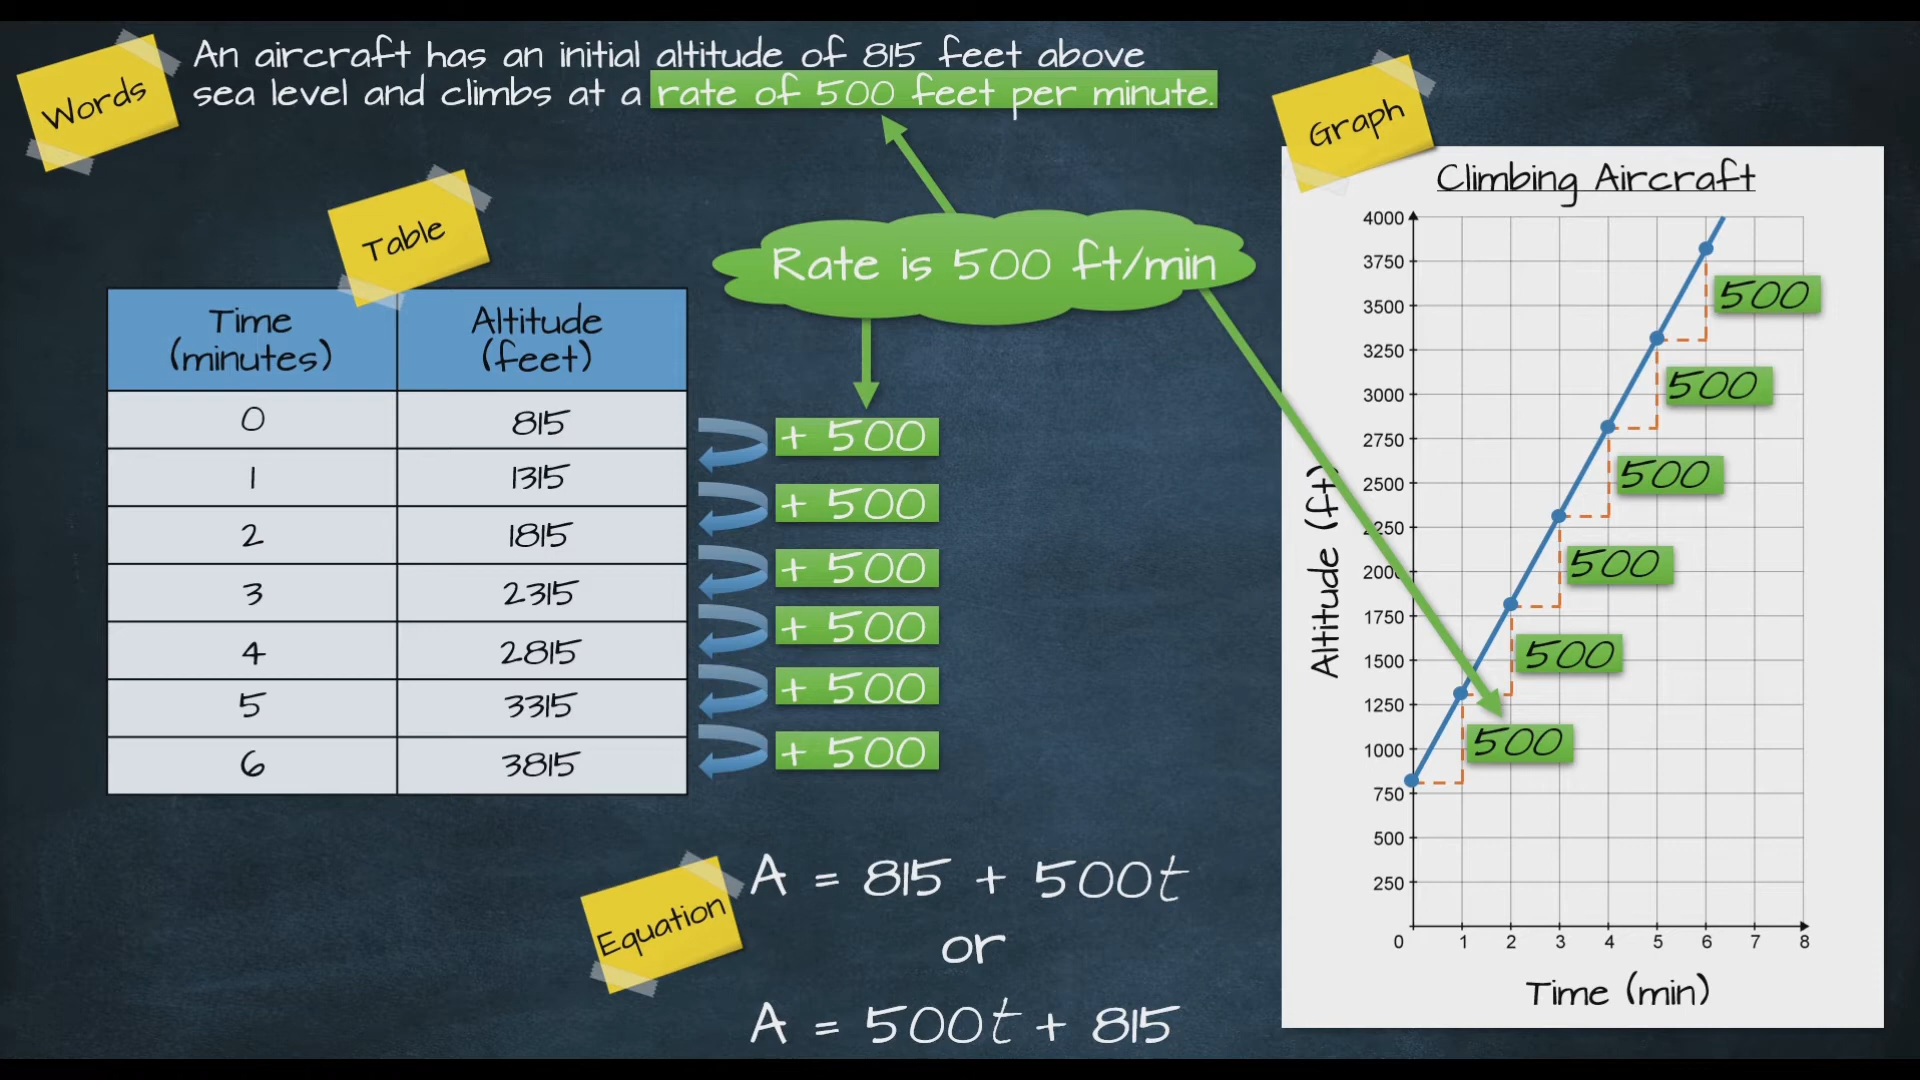 Words
An aircraft has an initial altitude of 815 feet above
sea level and climbs at a rate of 500 feet per minute.
Table
Time
(minutes)
Altitude
(feet)
0 815
1 1315
2 1815
3 2315
4 2815
5 3315
6 3815
Rate is 500 ft/min
+ 500
+ 500
+ 500
+ 500
+ 500
+ 500
Equation
A = 815 + 500t
or
A = 500t + 815
Graph
Climbing Aircraft
Altitude (ft)
4000
3750
3500
3250
3000
2750
2500
2250
2000
1750
1500
1250
1000
750
500
250
500
500
500
500
500
500
0 1 2 3 4 5 6 7 8
Time (min)